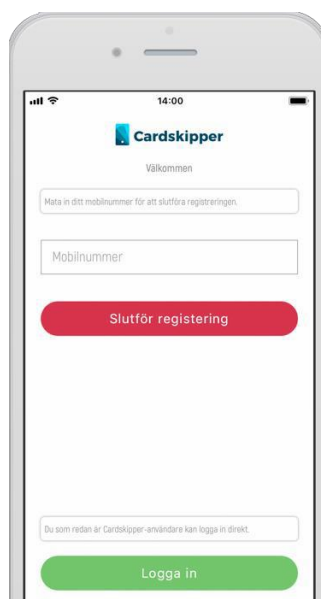 14:00
Cardskipper
Välkommen
Mata in ditt mobilnummer för att slutföra registreringen.
Mobilnummer
Slutför registering
Du som redan är Cardskipper-användare kan logga in direkt.
Logga in